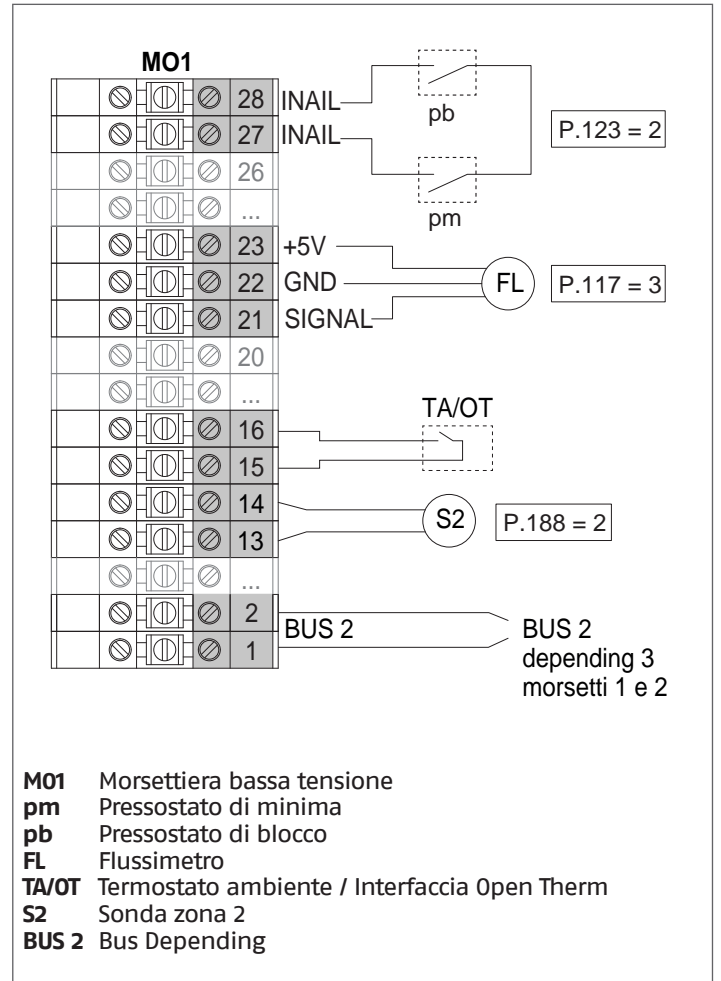 MO1
28 INAIL
pb
27 INAIL
P.123 = 2
26
...
pm
23 +5V
22 GND
FL
P.117 = 3
21 SIGNAL
20
...
TA/OT
16
15
14
S2
P.188 = 2
13
...
2
BUS 2
1
BUS 2
depending 3
morsetti 1 e 2
M01 Morsettiera bassa tensione
pm Pressostato di minima
pb Pressostato di blocco
FL Flussimetro
TA/OT Termostato ambiente / Interfaccia Open Therm
S2 Sonda zona 2
BUS 2 Bus Depending